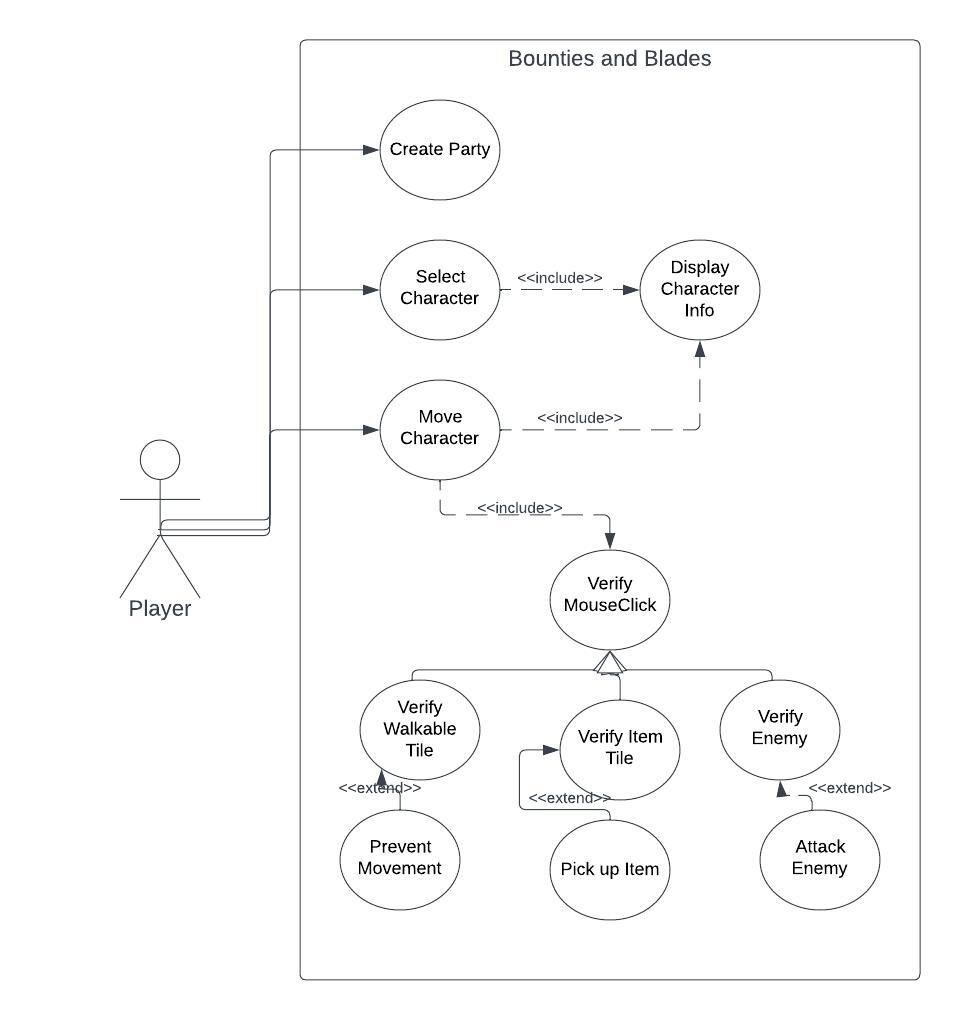 Bounties and Blades
Create Party
Select
Character
<<include>>
Display
Character
Info
Move
Character
<<include>>
<<include>>
Player
Verify
MouseClick
Verify
Walkable
Tile
Verify Item
Tile
Verify
Enemy
<<extend>>
<<extend>>
<<extend>>
Prevent
Movement
Pick up Item
Attack
Enemy